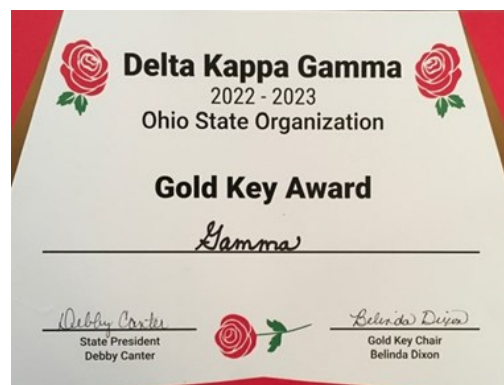 Delta Kappa Gamma
2022 - 2023
Ohio State Organization
Gold Key Award
Gamma
Debby Canter
State President
Debby Canter
Belinda Dixon
Gold Key Chair
Belinda Dixon